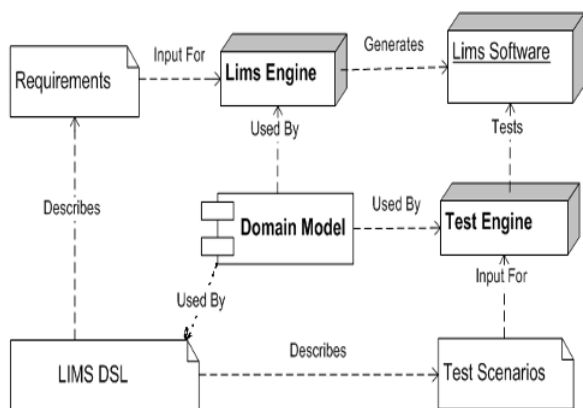 Requirements
Input For
Lims Engine
Generates
Lims Software
Used By
Tests
Describes
Domain Model
Used By
Test Engine
Used By
Input For
LIMS DSL
Describes
Test Scenarios